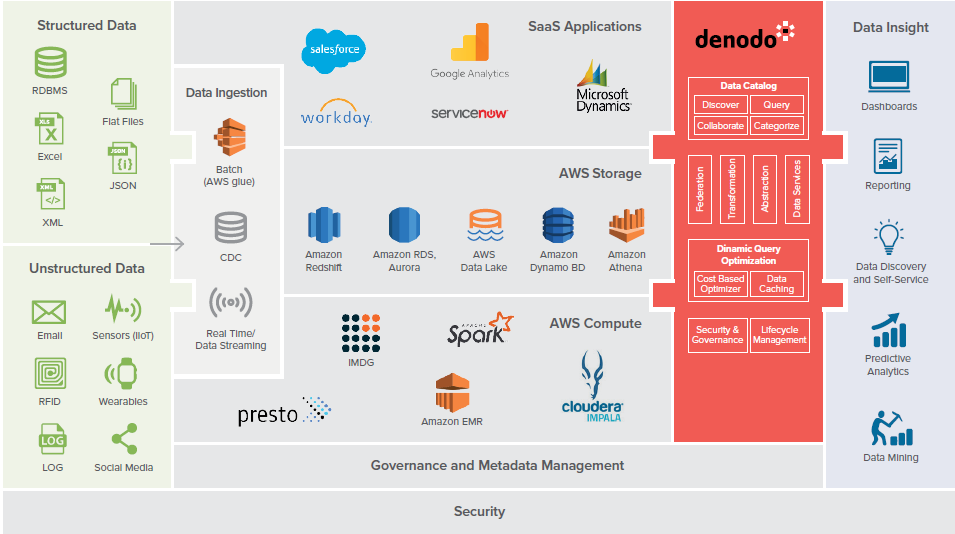 Structured Data
RDBMS
Flat Files
XLS
Excel
JSON
JSON
XML
XML
Unstructured Data
Email
Sensors (IIoT)
RFID
Wearables
LOG
LOG
Social Media
Data Ingestion
Batch
(AWS glue)
CDC
Real Time/
Data Streaming
SaaS Applications
salesforce
Google Analytics
Microsoft
Dynamics
workday.
servicenow
AWS Storage
Amazon
Redshift
Amazon RDS,
Aurora
AWS
Data Lake
Amazon
Dynamo BD
Amazon
Athena
AWS Compute
IMDG
APACHE
Spark
presto
Amazon EMR
cloudera
IMPALA
denodo
Data Catalog
Discover
Query
Collaborate
Categorize
Federation
Transformation
Abstraction
Data Services
Dinamic Query
Optimization
Cost Based
Optimizer
Data
Caching
Security &
Governance
Lifecycle
Management
Data Insight
Dashboards
Reporting
Data Discovery
and Self-Service
Predictive
Analytics
Data Mining
Governance and Metadata Management
Security